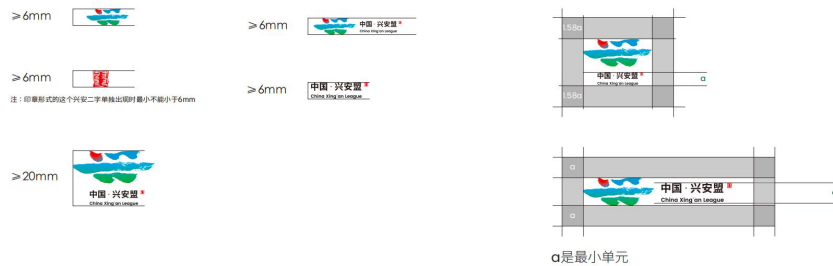 ≥6mm
≥6mm
中国·兴安盟
China Xing'an League
≥6mm
注：印章形式的这个兴安二字单独出现时最小不能小于6mm
≥6mm
中国·兴安盟
China Xing'an League
≥20mm
中国·兴安盟
China Xing'an League
1.58a
中国·兴安盟
China Xing'an League
a
1.58a
a
中国·兴安盟
China Xing'an League
a
a是最小单元